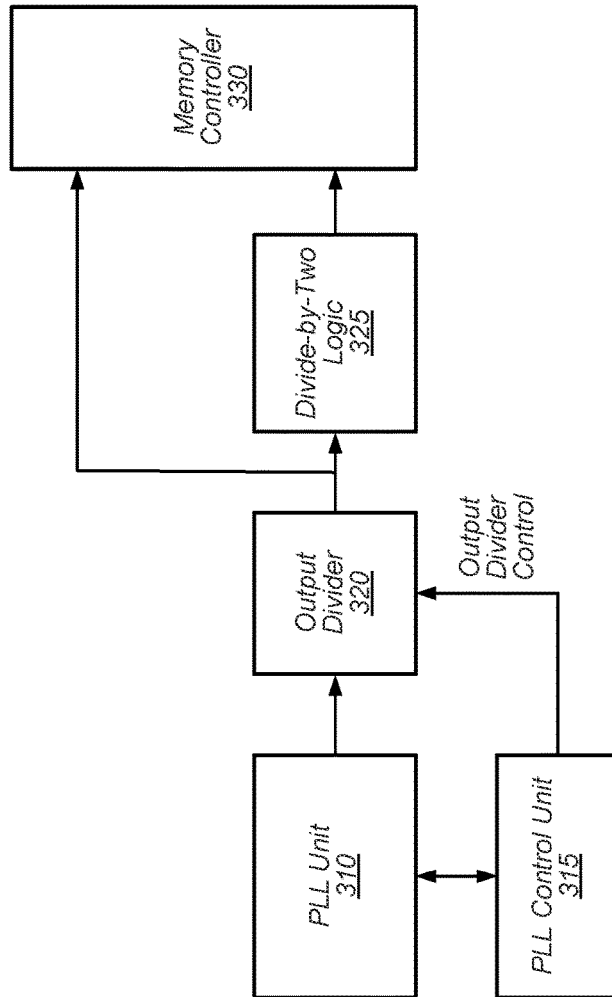 PLL Unit
310
PLL Control Unit
315
Output
Divider
320
Output
Divider
Control
Divide-by-Two
Logic
325
Memory
Controller
330